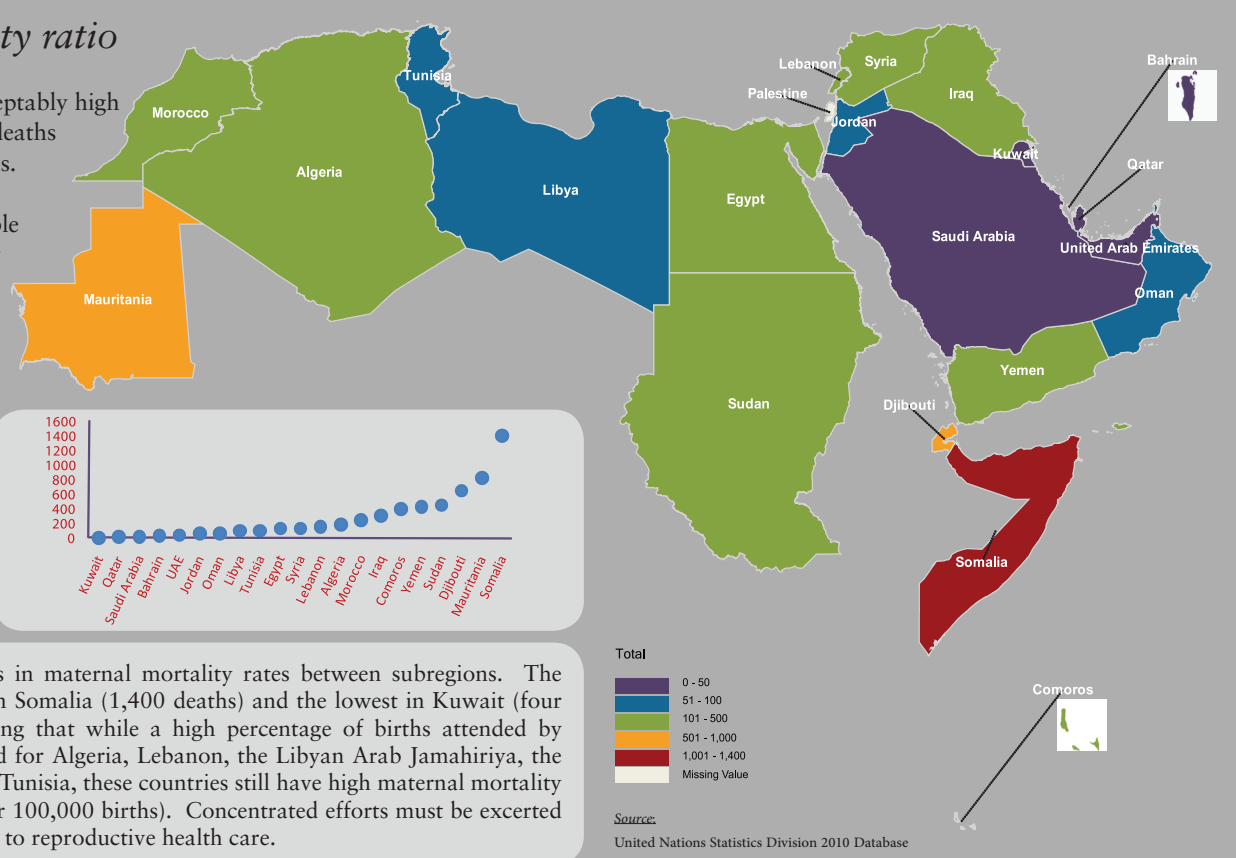 ty ratio
eptably high
leaths
s.
ole
Morocco
Algeria
Tunisia
Libya
Egypt
Mauritania
Sudan
Lebanon
Syria
Palestine
Iraq
Jordan
Kuwait
Bahrain
Qatar
Saudi Arabia
United Arab Emirates
Oman
Yemen
Djibouti
Somalia
Comoros
1600
1400
1200
1000
800
600
400
200
0
Kuwait
Qatar
Saudi Arabia
Bahrain
UAE
Jordan
Oman
Libya
Tunisia
Egypt
Syria
Lebanon
Algeria
Morocco
Iraq
Comoros
Yemen
Sudan
Djibouti
Mauritania
Somalia
s in maternal mortality rates between subregions. The
n Somalia (1,400 deaths) and the lowest in Kuwait (four
ing that while a high percentage of births attended by
d for Algeria, Lebanon, the Libyan Arab Jamahiriya, the
Tunisia, these countries still have high maternal mortality
r 100,000 births). Concentrated efforts must be excerted
to reproductive health care.
Total
0 - 50
51 - 100
101 - 500
501 - 1,000
1,001 - 1,400
Missing Value
Source:
United Nations Statistics Division 2010 Database